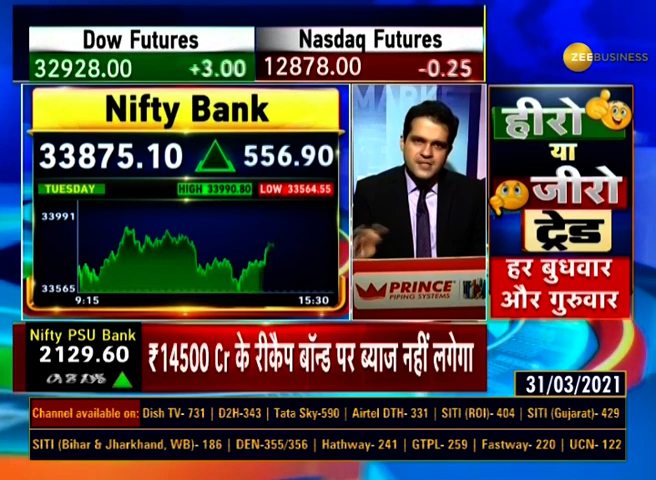 Dow Futures
32928.00 +3.00
Nasdaq Futures
12878.00 -0.25
ZEE BUSINESS
Nifty Bank
33875.10 556.90
TUESDAY HIGH 33990.80 LOW 33564.55
33991
33565
9:15 15:30
MARK
PRINCE
PIPING SYSTEMS
हीरो
या
जीरो
ट्रेड
हर बुधवार
और गुरुवार
Nifty PSU Bank
2129.60
₹14500 Cr के रीकैप बॉन्ड पर ब्याज नहीं लगेगा
31/03/2021
Channel available on: Dish TV- 731 | D2H-343 | Tata Sky-590 | Airtel DTH- 331 | SITI (ROI)- 404 | SITI (Gujarat)- 429
SITI (Bihar & Jharkhand, WB)- 186 | DEN-355/356 | Hathway- 241 | GTPL- 259 | Fastway- 220 | UCN- 122